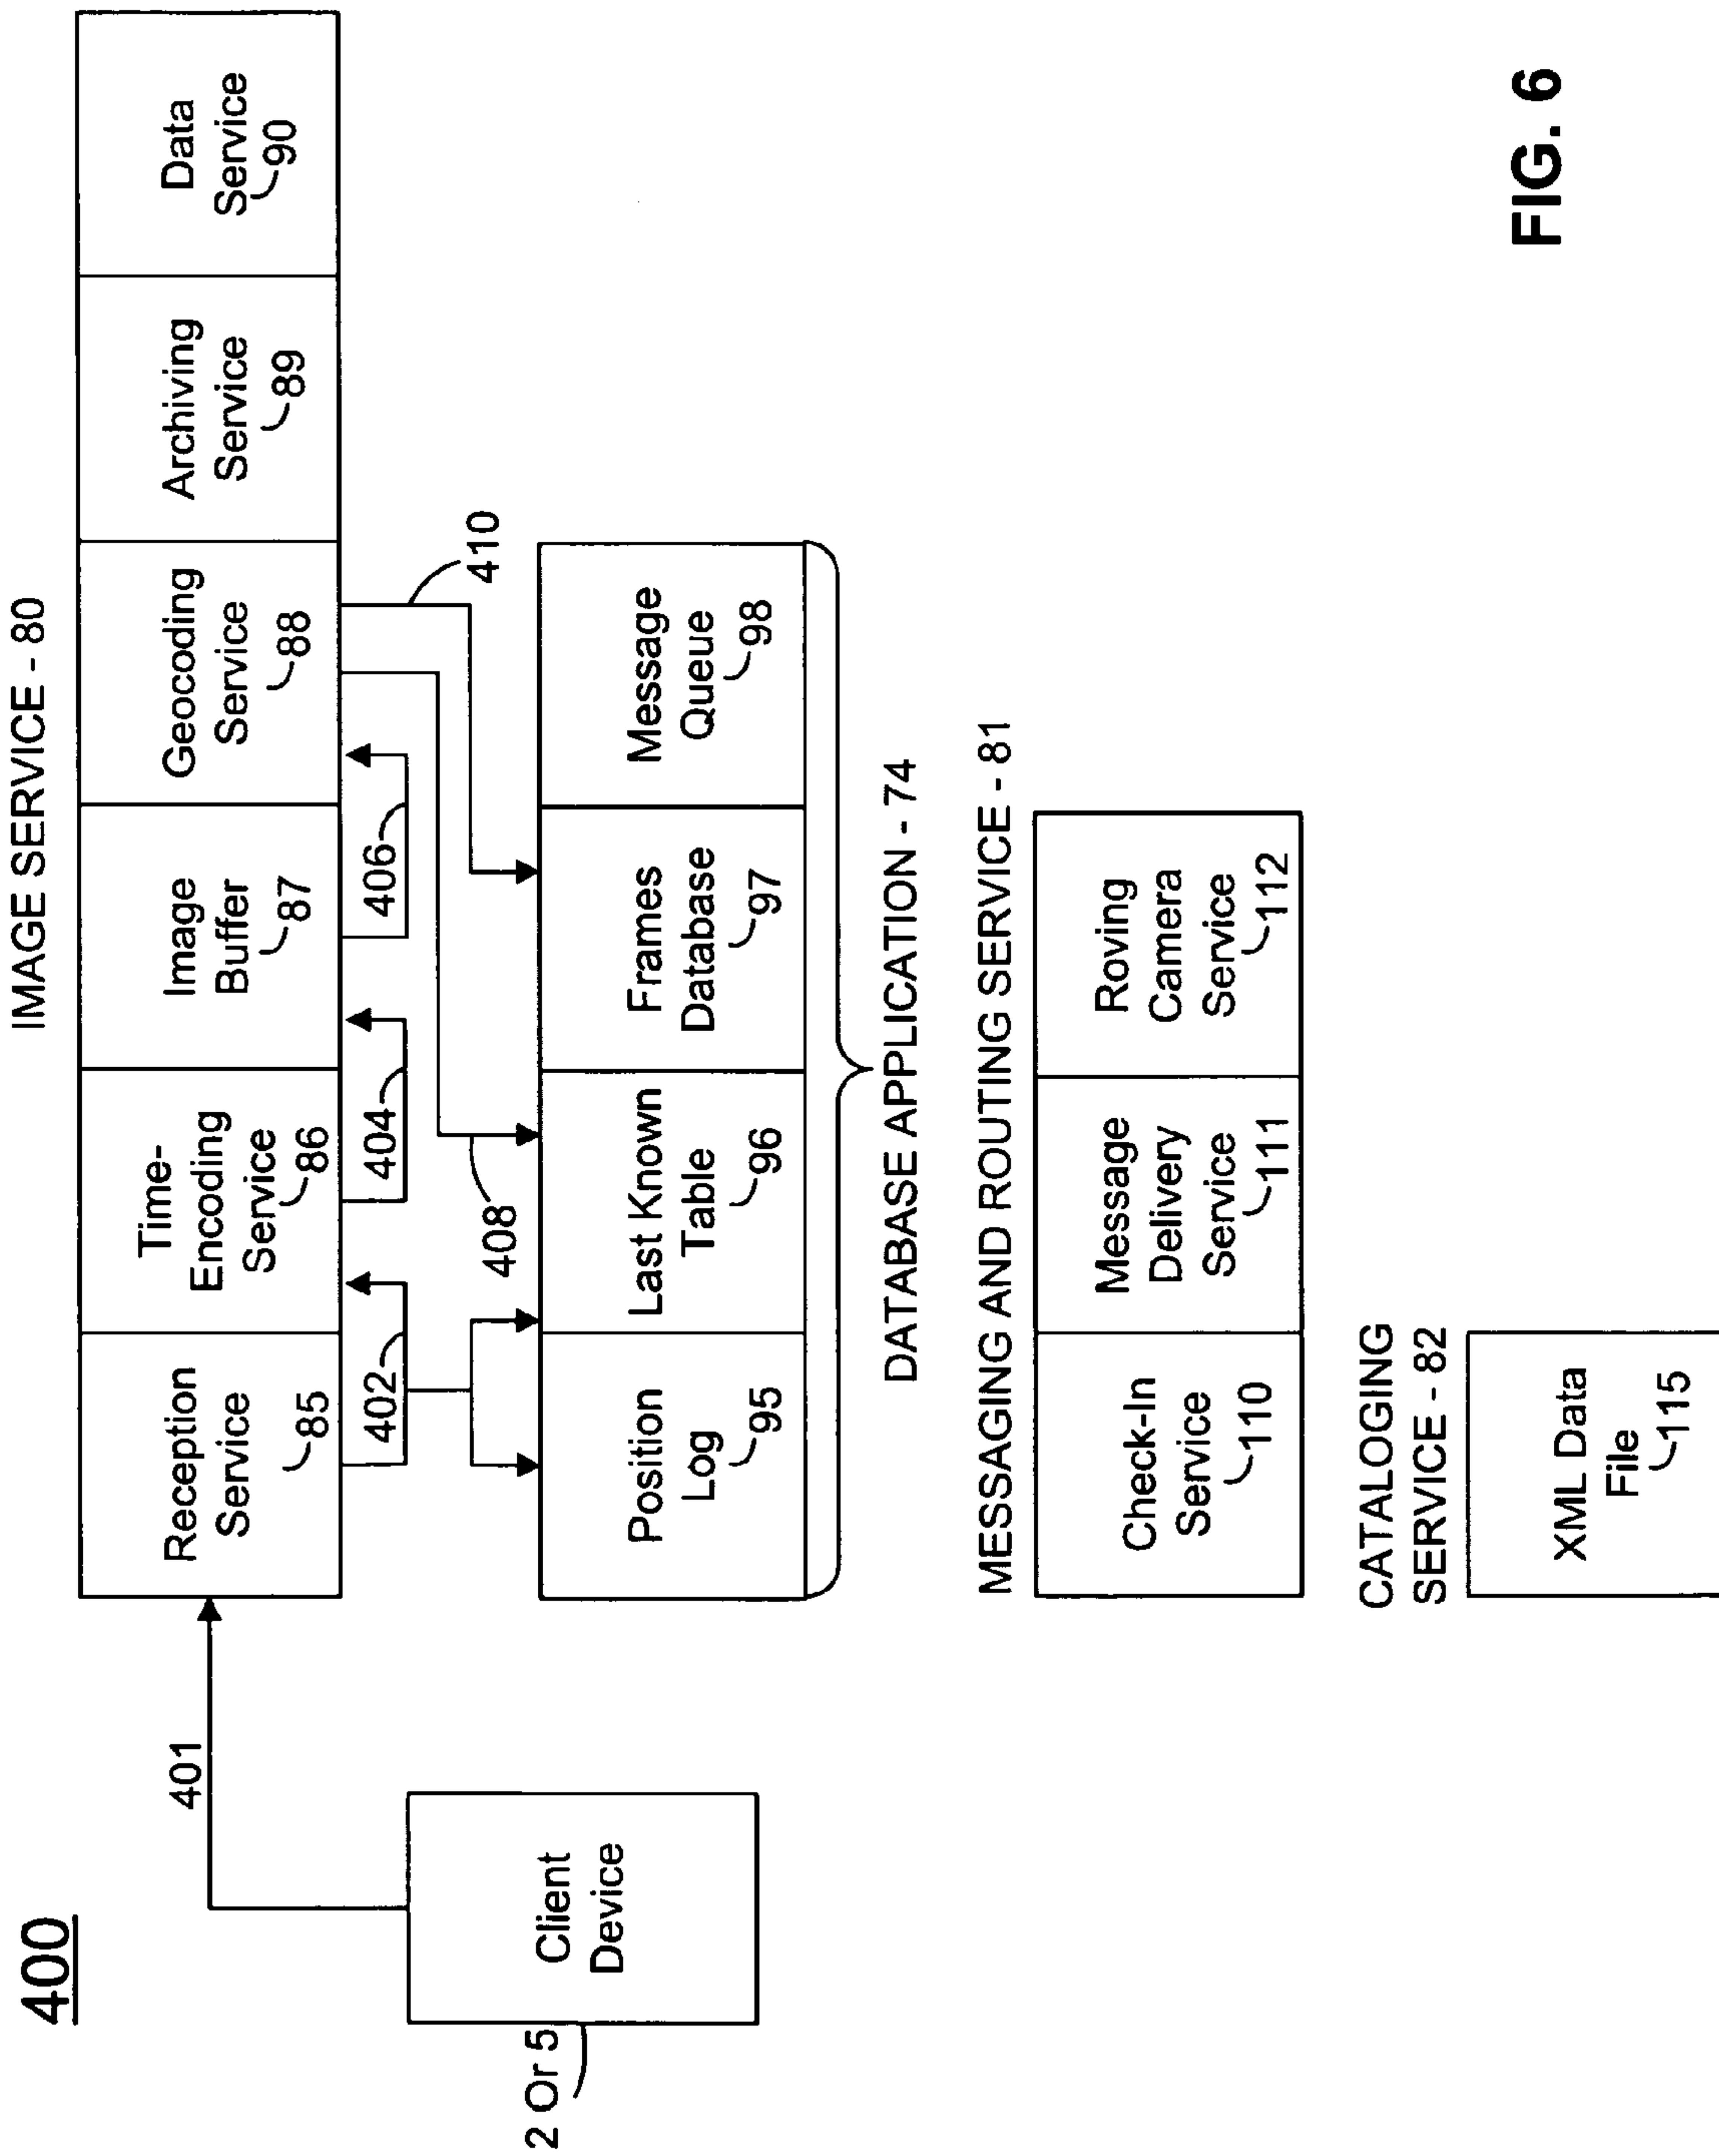 400
IMAGE SERVICE - 80
Reception
Service
85
Time-
Encoding
Service
86
Image
Buffer
87
Geocoding
Service
88
Archiving
Service
89
Data
Service
90
401
402
404
406
408
410
2 Or 5
Client
Device
Position
Log
95
Last Known
Table
96
Frames
Database
97
Message
Queue
98
DATABASE APPLICATION - 74
MESSAGING AND ROUTING SERVICE - 81
Check-In
Service
110
Message
Delivery
Service
111
Roving
Camera
Service
112
CATALOGING
SERVICE - 82
XML Data
File
115
FIG. 6